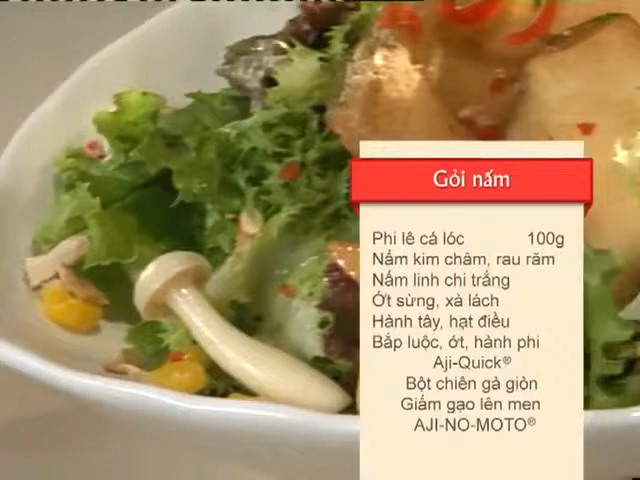 Gỏi nấm
Phi lê cá lóc 100g
Nấm kim châm, rau răm
Nấm linh chi trắng
Ớt sừng, xà lách
Hành tây, hạt điều
Bắp luộc, ớt, hành phi
Aji-Quick®
Bột chiên gà giòn
Giấm gạo lên men
AJI-NO-MOTO®